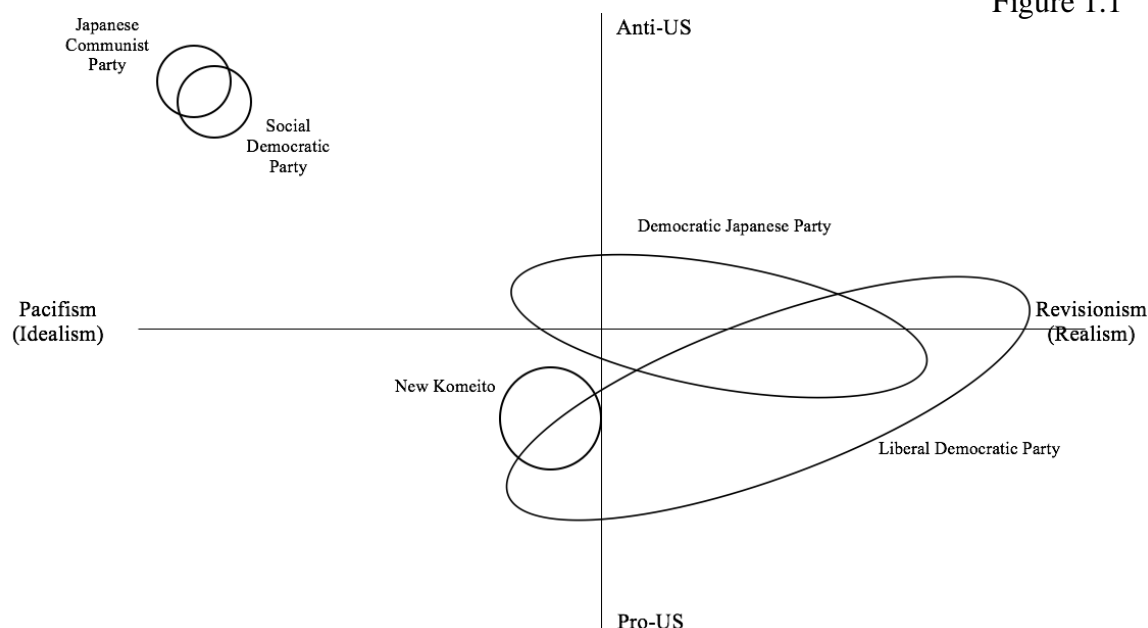 Figure 1.1
Japanese
Communist
Party
Anti-US
Social
Democratic
Party
Democratic Japanese Party
Pacifism
(Idealism)
Revisionism
(Realism)
New Komeito
Liberal Democratic Party
Pro-US